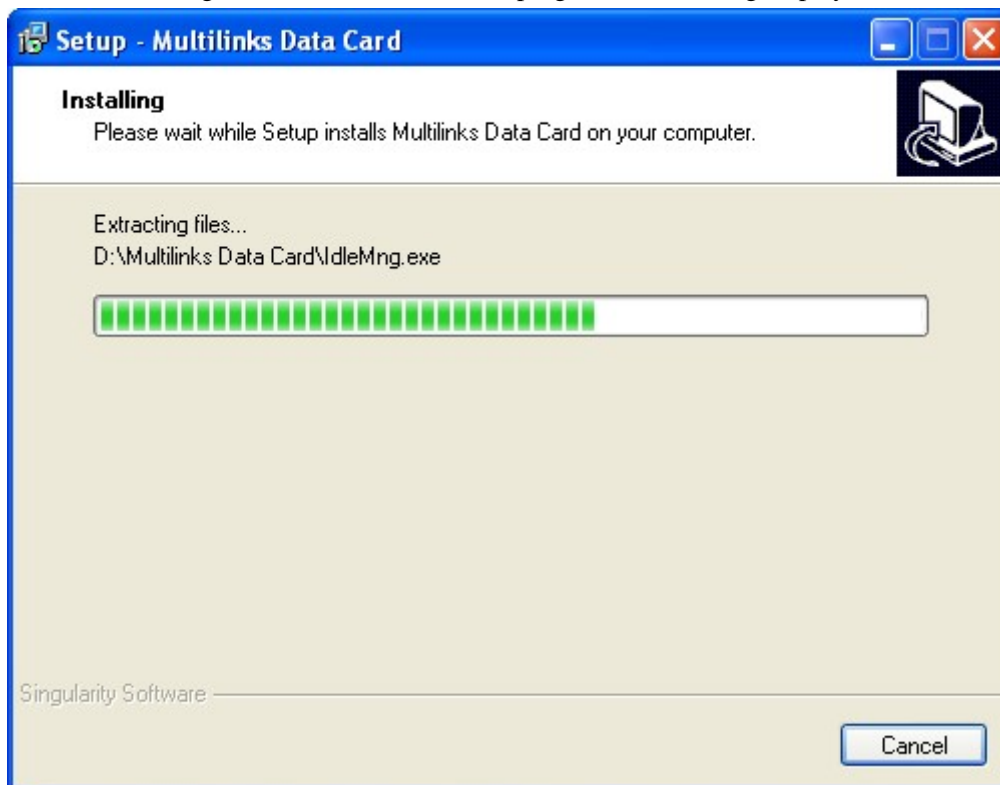 Setup - Multilinks Data Card
Installing
Please wait while Setup installs Multilinks Data Card on your computer.
Extracting files...
D:\Multilinks Data Card\IdleMng.exe
Singularity Software
Cancel